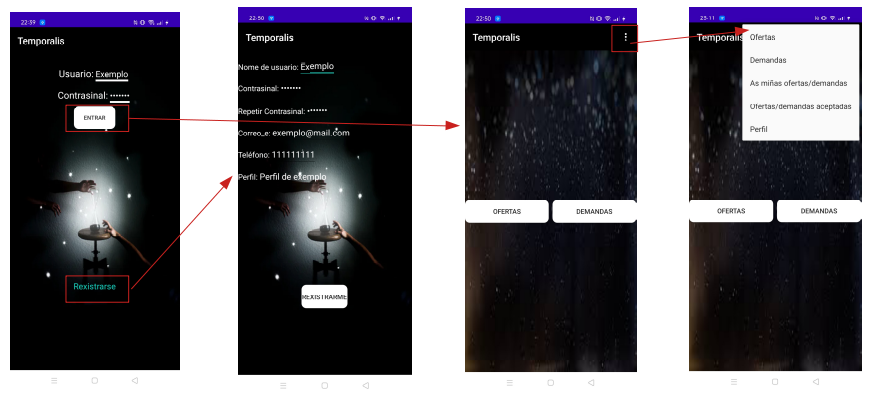 22:39
Temporalis
Usuario: Exemplo
Contrasinal: •••••••
ENTRAR
Rexistrarse
22:50
Temporalis
Nome de usuario: Exemplo
Contrasinal: •••••••
Repetir Contrasinal: •••••••
Correo_e: exemplo@mail.com
Teléfono: 111111111
Perfil: Perfil de exemplo
REXISTRARME
22:50
Temporalis
OFERTAS DEMANDAS
23:11
Temporalis
Ofertas
Demandas
As miñas ofertas/demandas
Ofertas/demandas aceptadas
Perfil
OFERTAS DEMANDAS